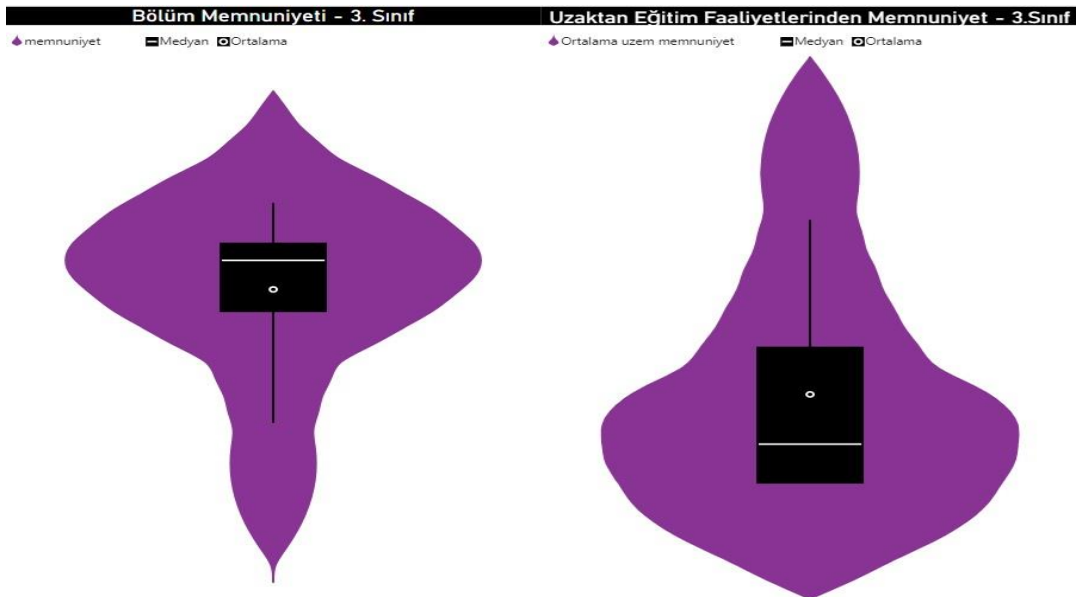 Bölüm Memnuniyeti - 3. Sınıf
memnuniyet Medyan Ortalama
Uzaktan Eğitim Faaliyetlerinden Memnuniyet - 3.Sınıf
Ortalama uzem memnuniyet Medyan Ortalama